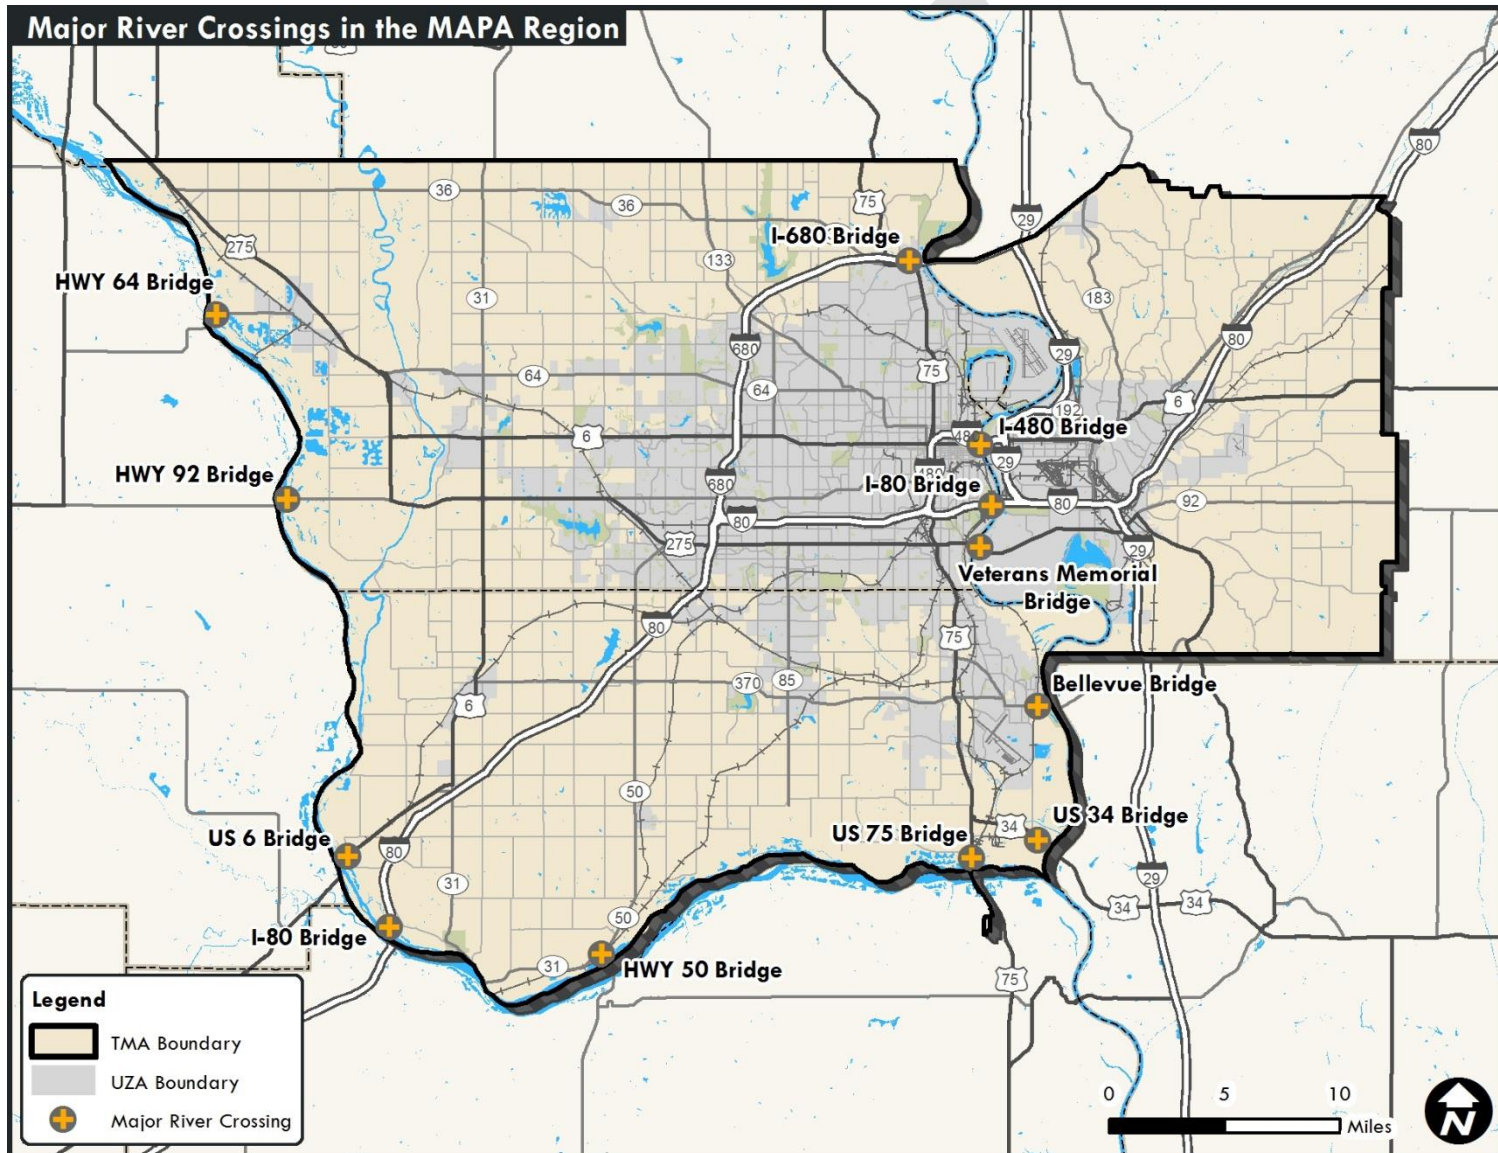 Major River Crossings in the MAPA Region
80
36
36
75
29
275
I-680 Bridge
133
HWY 64 Bridge
31
183
80
680
29
75
64
64
6
192
6
480
I-480 Bridge
29
HWY 92 Bridge
480
I-80 Bridge
680
80
92
80
275
29
Veterans Memorial
Bridge
80
75
370
85
Bellevue Bridge
6
50
US 6 Bridge
80
US 75 Bridge
34
US 34 Bridge
31
29
34
34
50
I-80 Bridge
31
HWY 50 Bridge
75
Legend
TMA Boundary
UZA Boundary
Major River Crossing
0 5 10
Miles
N